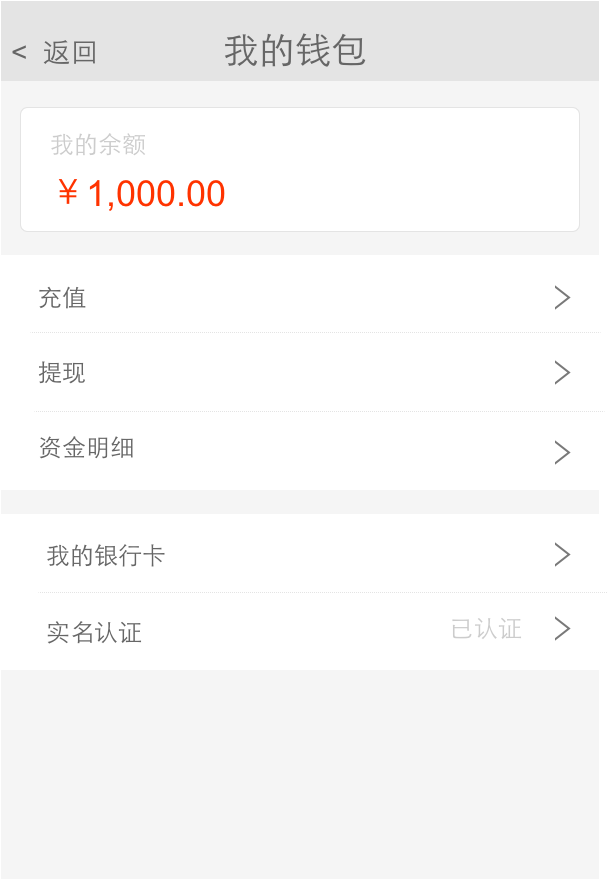 < 返回 我的钱包
我的余额
¥ 1,000.00
充值
提现
资金明细
我的银行卡
实名认证 已认证